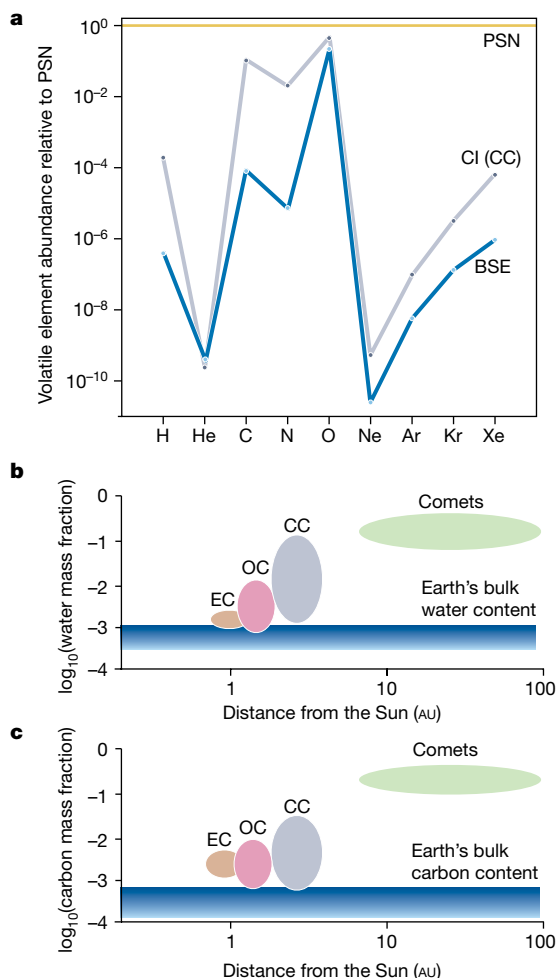 a
Volatile element abundance relative to PSN
10⁰
10⁻²
10⁻⁴
10⁻⁶
10⁻⁸
10⁻¹⁰
PSN
CI (CC)
BSE
H He C N O Ne Ar Kr Xe
b
log₁₀(water mass fraction)
0
−1
−2
−3
−4
Comets
CC
OC
EC
Earth's bulk
water content
1 10 100
Distance from the Sun (AU)
c
log₁₀(carbon mass fraction)
0
−1
−2
−3
−4
Comets
CC
OC
EC
Earth's bulk
carbon content
1 10 100
Distance from the Sun (AU)